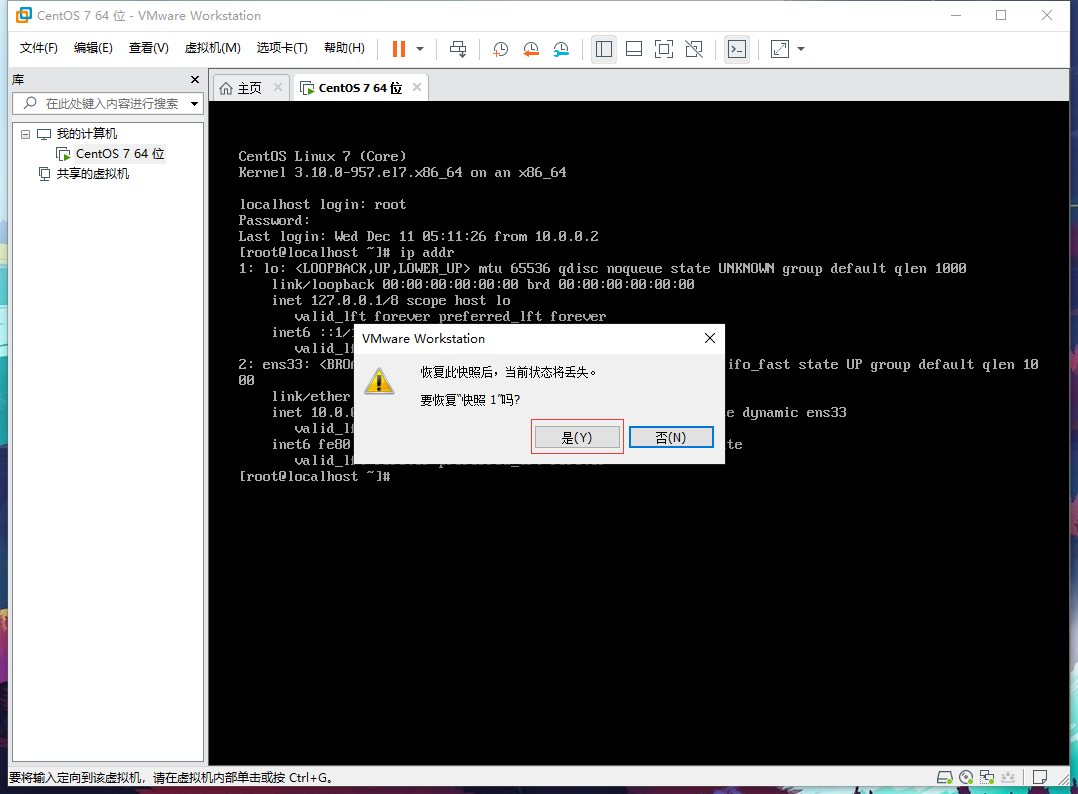 CentOS 7 64 位 - VMware Workstation
文件(F) 编辑(E) 查看(V) 虚拟机(M) 选项卡(T) 帮助(H)
库
在此处键入内容进行搜索
我的计算机
CentOS 7 64 位
共享的虚拟机
主页
CentOS 7 64 位
CentOS Linux 7 (Core)
Kernel 3.10.0-957.el7.x86_64 on an x86_64
localhost login: root
Password:
Last login: Wed Dec 11 05:11:26 from 10.0.0.2
[root@localhost ~]# ip addr
1: lo: <LOOPBACK,UP,LOWER_UP> mtu 65536 qdisc noqueue state UNKNOWN group default qlen 1000
link/loopback 00:00:00:00:00:00 brd 00:00:00:00:00:00
inet 127.0.0.1/8 scope host lo
valid_lft forever preferred_lft forever
inet6 ::1/
valid_l
2: ens33: <BRO ifo_fast state UP group default qlen 10
00
link/ether
inet 10.0. dynamic ens33
valid_l
inet6 fe80 te
valid_l
[root@localhost ~]#
VMware Workstation
恢复此快照后，当前状态将丢失。
要恢复“快照 1”吗?
是(Y) 否(N)
要将输入定向到该虚拟机，请在虚拟机内部单击或按 Ctrl+G。